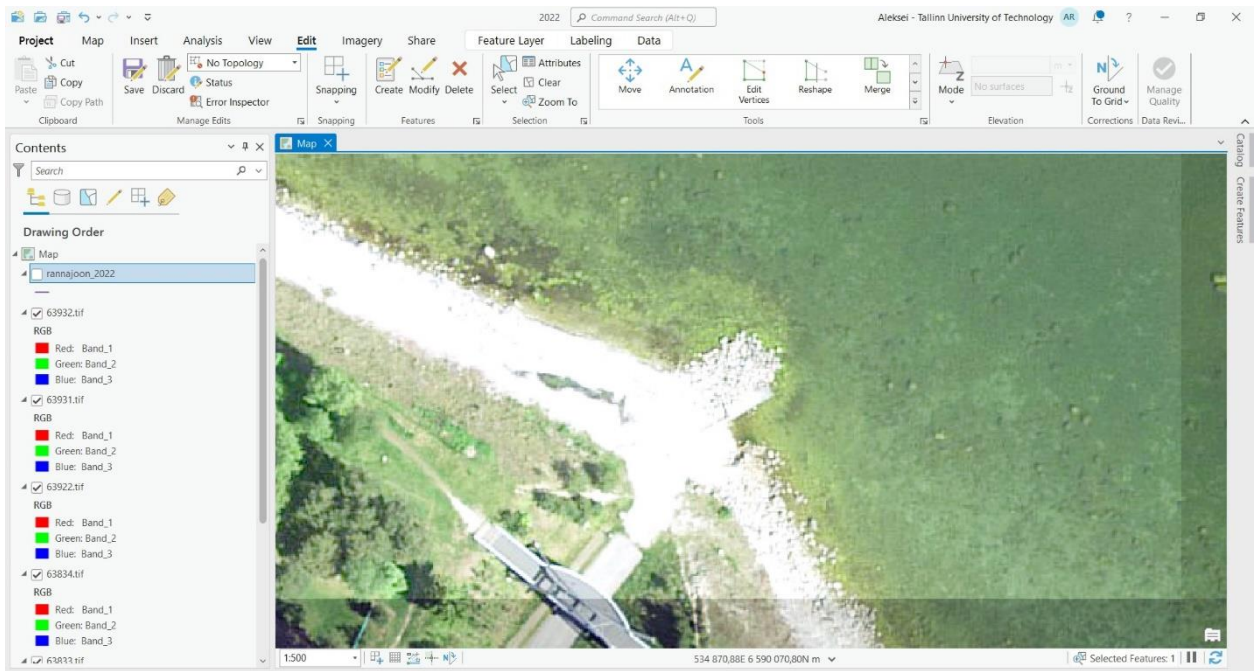 2022 Command Search (Alt+Q) Aleksei - Tallinn University of Technology AR ?
Project Map Insert Analysis View Edit Imagery Share Feature Layer Labeling Data
Paste
Cut
Copy
Copy Path
Clipboard
Save Discard
No Topology
Status
Error Inspector
Manage Edits
Snapping
Snapping
Create Modify Delete
Features
Select
Attributes
Clear
Zoom To
Selection
Move Annotation Edit Vertices Reshape Merge
Tools
Z
Mode
No surfaces
m
Elevation
N
Ground To Grid
Corrections
Manage Quality
Data Revi...
Contents
Search
Drawing Order
Map
rannajoon_2022
63932.tif
RGB
Red: Band_1
Green: Band_2
Blue: Band_3
63931.tif
RGB
Red: Band_1
Green: Band_2
Blue: Band_3
63922.tif
RGB
Red: Band_1
Green: Band_2
Blue: Band_3
63834.tif
RGB
Red: Band_1
Green: Band_2
Blue: Band_3
63833.tif
Map
Catalog
Create Features
1:500 534 870,88E 6 590 070,80N m Selected Features: 1